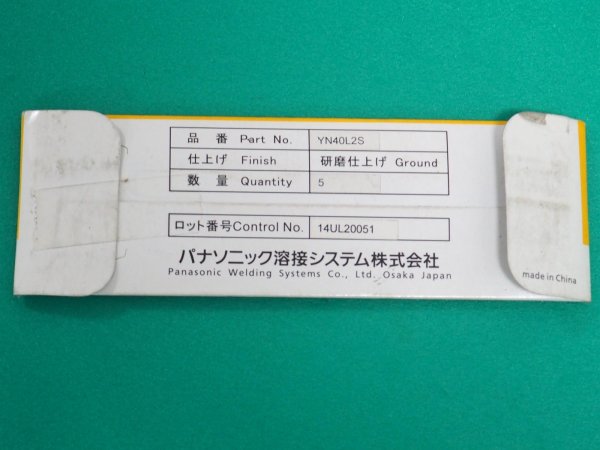 品番 Part No. YN40L2S
仕上げ Finish 研磨仕上げ Ground
数量 Quantity 5
ロット番号Control No. 14UL20051
パナソニック溶接システム株式会社
Panasonic Welding Systems Co., Ltd. Osaka Japan
made in China